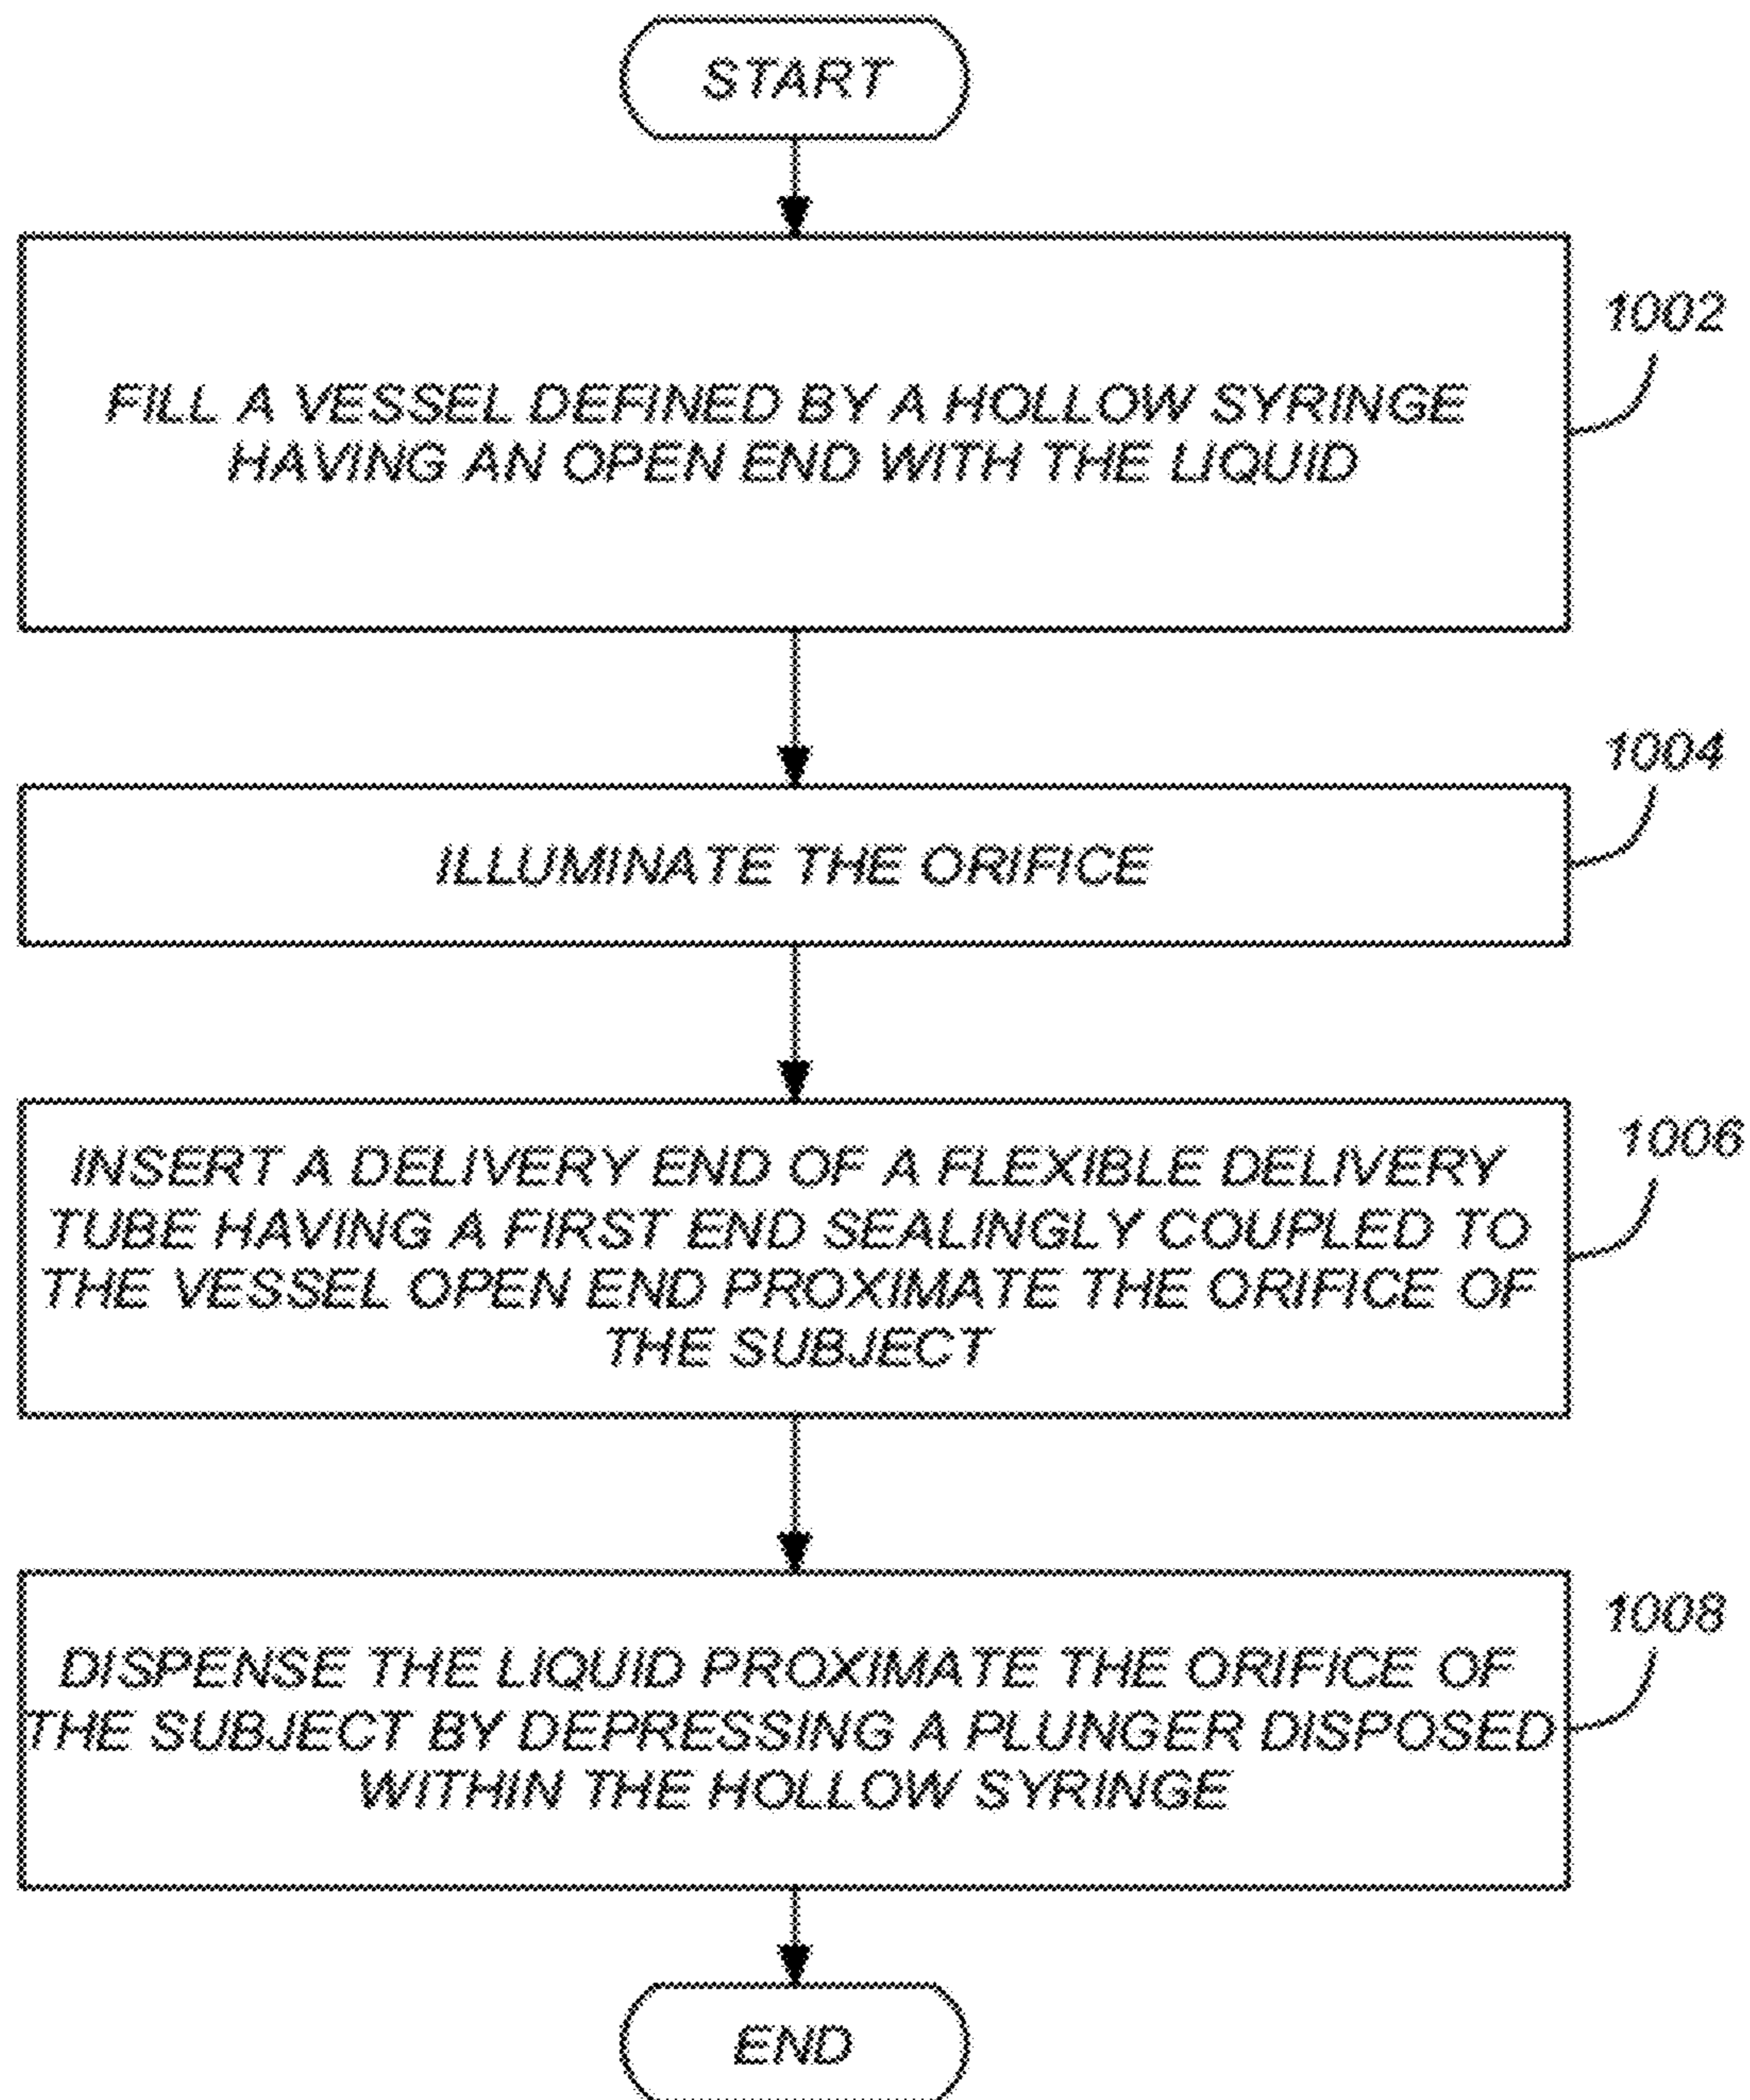 START
1002
FILL A VESSEL DEFINED BY A HOLLOW SYRINGE
HAVING AN OPEN END WITH THE LIQUID
1004
ILLUMINATE THE ORIFICE
1006
INSERT A DELIVERY END OF A FLEXIBLE DELIVERY
TUBE HAVING A FIRST END SEALINGLY COUPLED TO
THE VESSEL OPEN END PROXIMATE THE ORIFICE OF
THE SUBJECT
1008
DISPENSE THE LIQUID PROXIMATE THE ORIFICE OF
THE SUBJECT BY DEPRESSING A PLUNGER DISPOSED
WITHIN THE HOLLOW SYRINGE
END